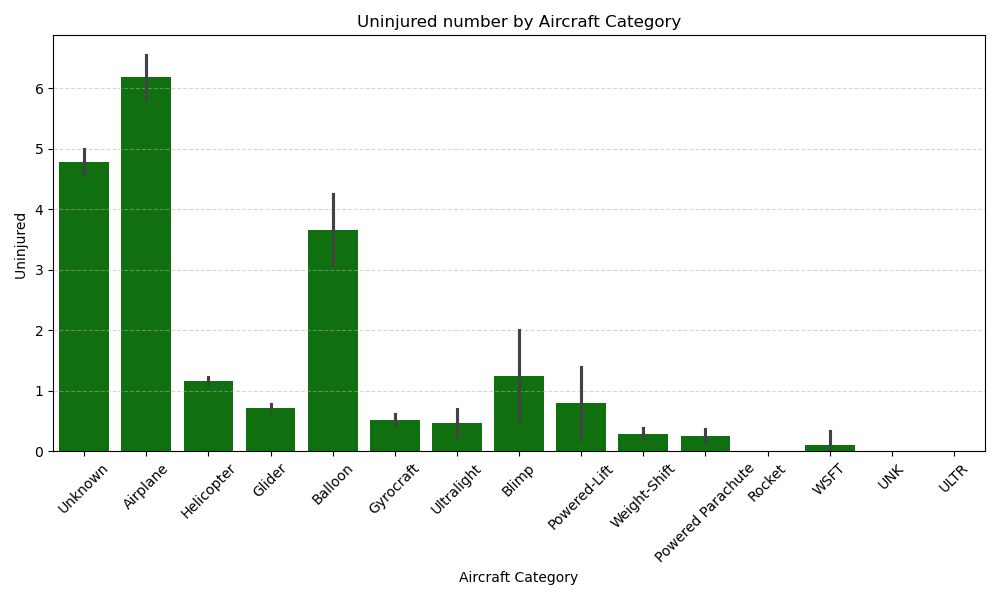 Uninjured number by Aircraft Category
Uninjured
6
5
4
3
2
1
0
Unknown
Airplane
Helicopter
Glider
Balloon
Gyrocraft
Ultralight
Blimp
Powered-Lift
Weight-Shift
Powered Parachute
Rocket
WSFT
UNK
ULTR
Aircraft Category